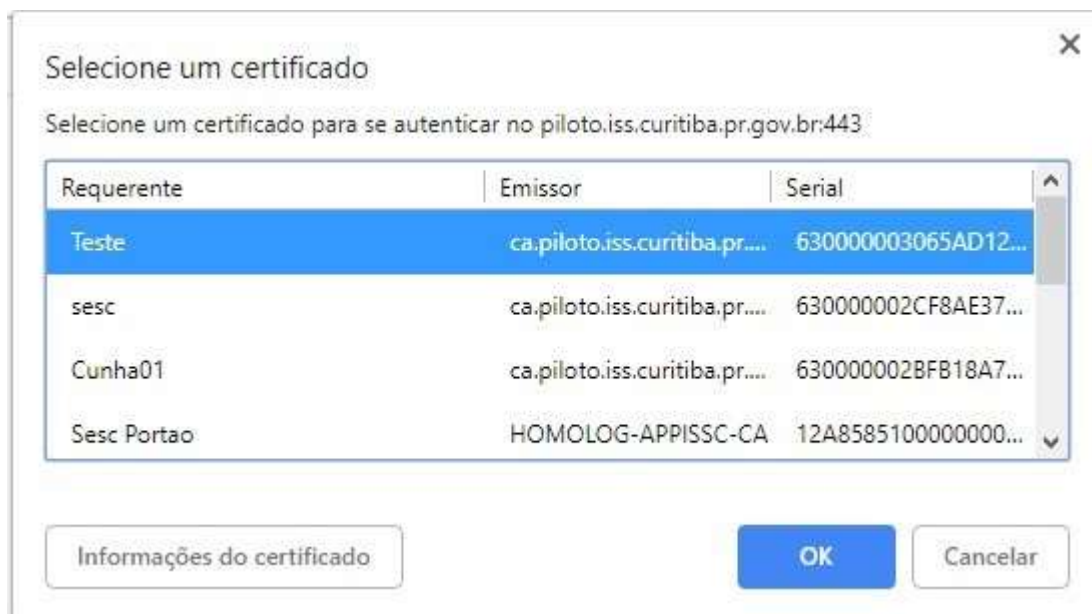 Selecione um certificado
Selecione um certificado para se autenticar no piloto.iss.curitiba.pr.gov.br:443
Requerente Emissor Serial
Teste ca.piloto.iss.curitiba.pr.... 630000003065AD12...
sesc ca.piloto.iss.curitiba.pr.... 630000002CF8AE37...
Cunha01 ca.piloto.iss.curitiba.pr.... 630000002BFB18A7...
Sesc Portao HOMOLOG-APPISSC-CA 12A8585100000000...
Informações do certificado OK Cancelar